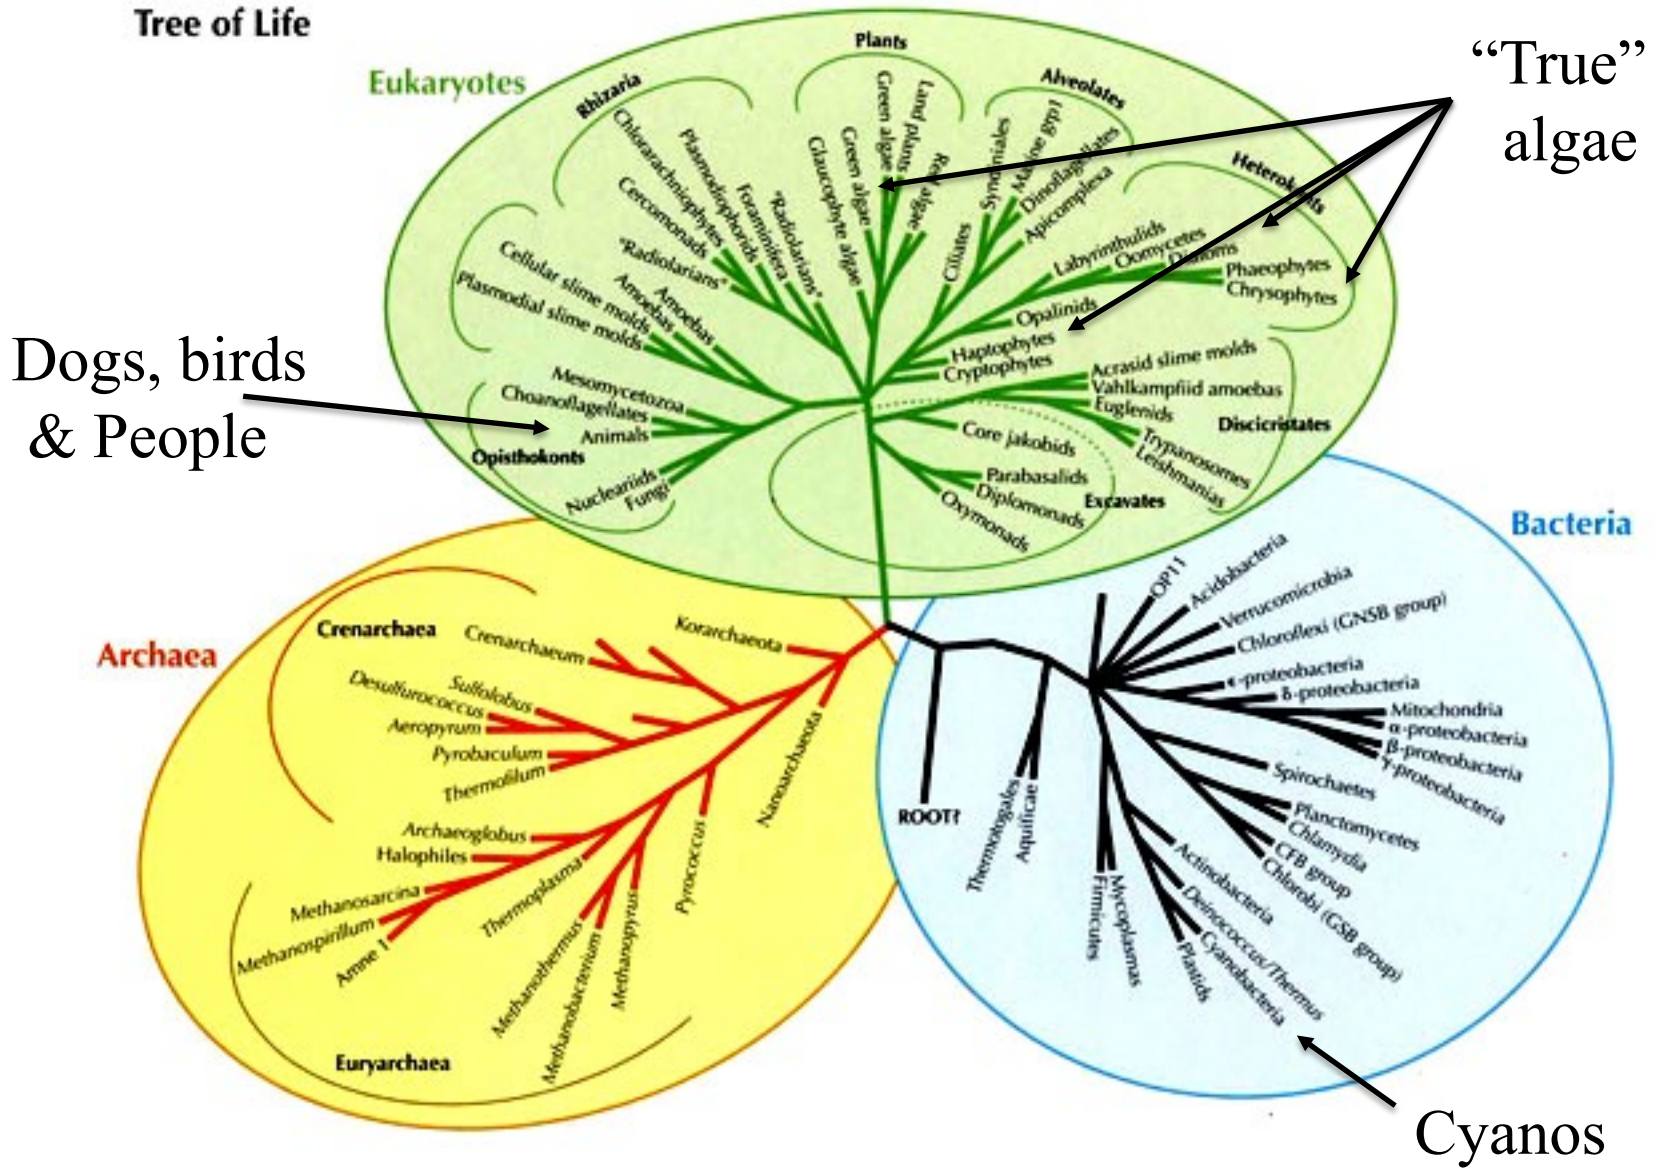 Tree of Life
Eukaryotes
Plants
Rhizaria
Alveolates
"True"
algae
Heterokonts
Chlorarachniophytes
Plasmodiophorids
Cercomonads
Foraminifera
"Radiolarians"
"Radiolarians"
Glaucophyte algae
Green algae
Green algae
Land plants
Red algae
Ciliates
Marine grp1
Dinoflagellates
Apicomplexa
Labyrinthulids
Oomycetes
Diatoms
Phaeophytes
Chrysophytes
Opalinids
Haptophytes
Cryptophytes
Cellular slime molds
Plasmodial slime molds
Amoebas
Amoebas
Dogs, birds
& People
Mesomycetozoa
Choanoflagellates
Animals
Opisthokonts
Nucleariids
Fungi
Acrasid slime molds
Vahlkampfiid amoebas
Euglenids
Discicristates
Trypanosomes
Leishmanias
Core jakobids
Parabasalids
Diplomonads
Oxymonads
Excavates
Bacteria
Archaea
Crenarchaea
Crenarchaeum
Korarchaeota
Desulfurococcus
Sulfolobus
Aeropyrum
Pyrobaculum
Thermofilum
Nanoarchaeota
Archaeoglobus
Halophiles
Methanosarcina
Methanospirillum
Thermoplasma
Methanothermus
Methanobacterium
Methanopyrus
Pyrococcus
Euryarchaea
ROOT?
Thermotogales
Aquificae
OP11
Acidobacteria
Verrucomicrobia
Chloroflexi (GNSB group)
ϵ-proteobacteria
δ-proteobacteria
Mitochondria
α-proteobacteria
β-proteobacteria
γ-proteobacteria
Spirochaetes
Planctomycetes
Chlamydia
CFB group
Chlorobi (GSB group)
Actinobacteria
Deinococcus/Thermus
Cyanobacteria
Plastids
Mycoplasmas
Firmicutes
Cyanos